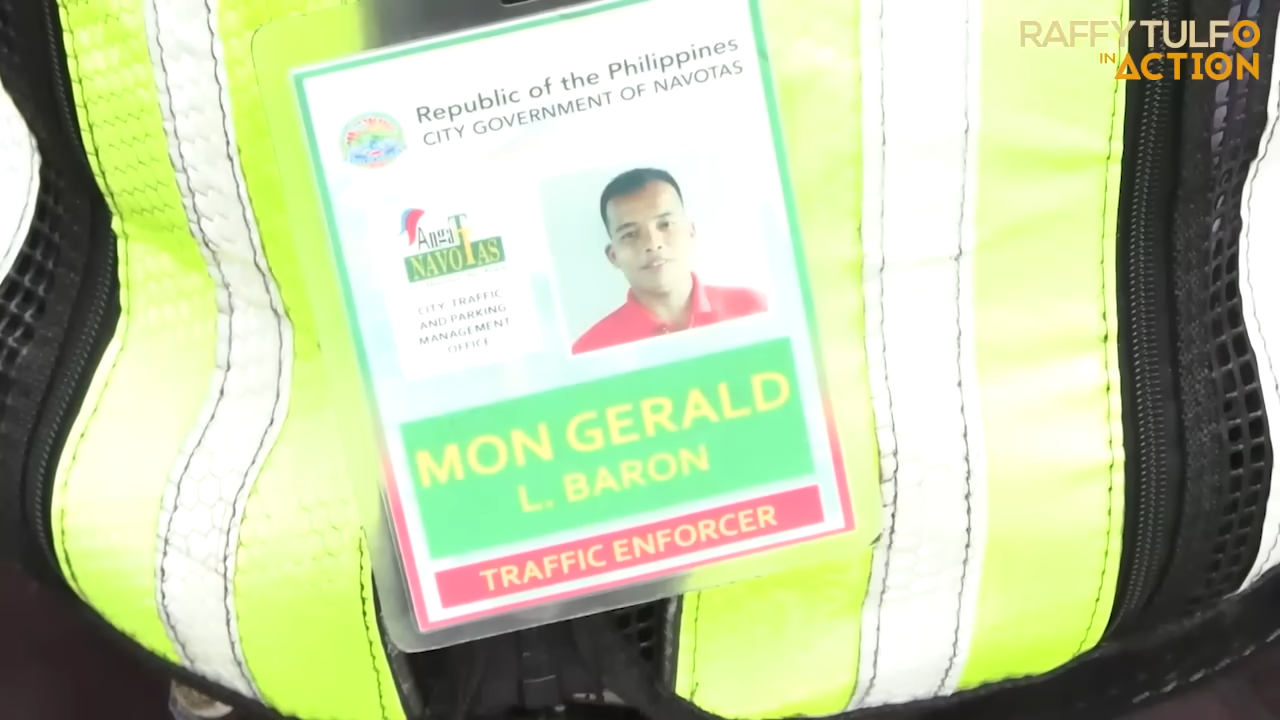 RAFFY TULFO
IN ACTION
Republic of the Philippines
CITY GOVERNMENT OF NAVOTAS
AngaT
NAVOTAS
CITY TRAFFIC
AND PARKING
MANAGEMENT
OFFICE
MON GERALD
L. BARON
TRAFFIC ENFORCER